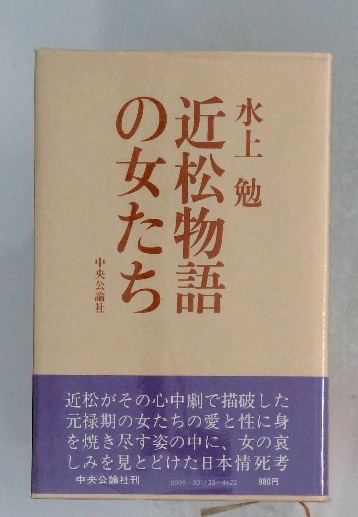 水上 勉
近松物語
の女たち
中央公論社
近松がその心中劇で描破した
元禄期の女たちの愛と性に身
を焼き尽す姿の中に、女の哀
しみを見とどけた日本情死考
中央公論社刊 0095-001133-4622 980円